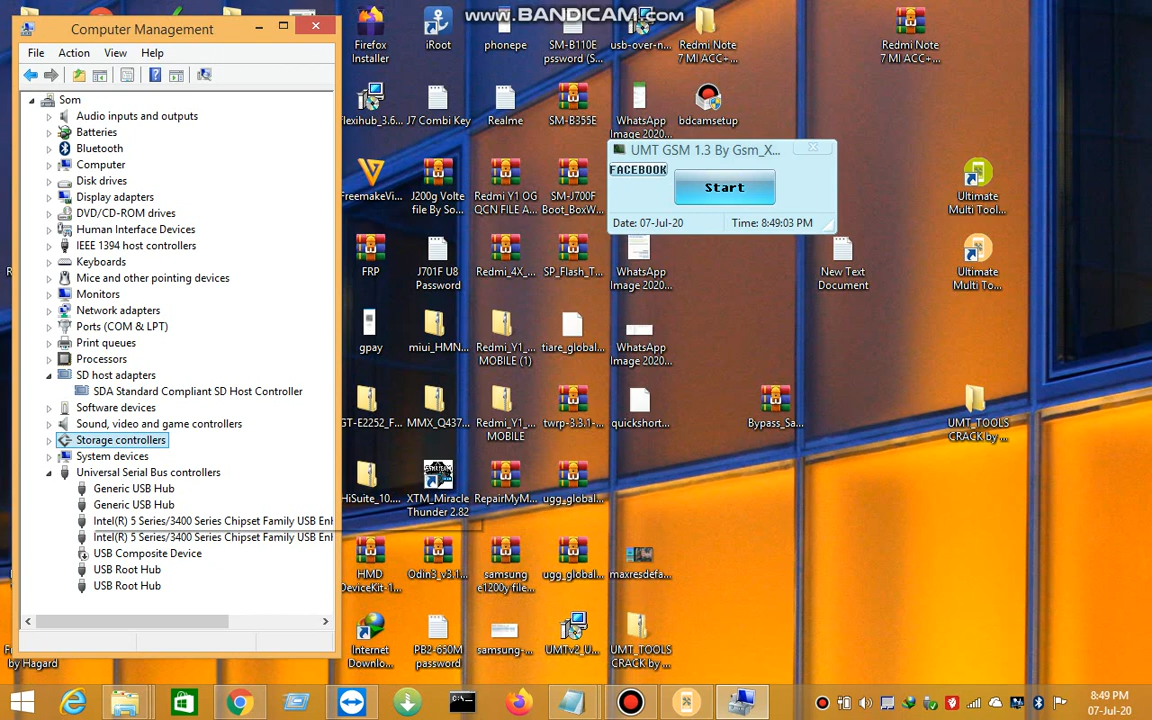 Computer Management
File Action View Help
Som
Audio inputs and outputs
Batteries
Bluetooth
Computer
Disk drives
Display adapters
DVD/CD-ROM drives
Human Interface Devices
IEEE 1394 host controllers
Keyboards
Mice and other pointing devices
Monitors
Network adapters
Ports (COM & LPT)
Print queues
Processors
SD host adapters
SDA Standard Compliant SD Host Controller
Software devices
Sound, video and game controllers
Storage controllers
System devices
Universal Serial Bus controllers
Generic USB Hub
Generic USB Hub
Intel(R) 5 Series/3400 Series Chipset Family USB Enh
Intel(R) 5 Series/3400 Series Chipset Family USB Enh
USB Composite Device
USB Root Hub
USB Root Hub
by Hagard
www.BANDICAM.com
Firefox
Installer
iRoot
phonepe
SM-B110E
pssword (S...
usb-over-n...
Redmi Note
7 MI ACC+...
Redmi Note
7 MI ACC+...
Flexihub_3.6...
J7 Combi Key
Realme
SM-B355E
WhatsApp
Image 2020...
bdcamsetup
UMT GSM 1.3 By Gsm_X...
FACEBOOK
Start
Date: 07-Jul-20
Time: 8:49:03 PM
FreemakeVi...
J200g Volte
file By So...
Redmi Y1 OG
QCN FILE A...
SM-J700F
Boot_BoxW...
Ultimate
Multi Tool...
FRP
J701F U8
Password
Redmi_4X_...
SP_Flash_T...
WhatsApp
Image 2020...
New Text
Document
Ultimate
Multi To...
gpay
miui_HMN...
Redmi_Y1_...
MOBILE (1)
tiare_global...
WhatsApp
Image 2020...
GT-E2252_F...
MMX_Q437...
Redmi_Y1_...
MOBILE
twrp-3.3.1-...
quickshort...
Bypass_Sa...
UMT_TOOLS
CRACK by ...
HiSuite_10....
XTM_Miracle
Thunder 2.82
RepairMyM...
ugg_global...
HMD
DeviceKit-1...
Odin3_v3.1...
samsung
e1200y file...
ugg_global...
maxresdefa...
Internet
Downlo...
PB2-650M
password
samsung-...
UMTv2_U...
UMT_TOOLS
CRACK by ...
8:49 PM
07-Jul-20